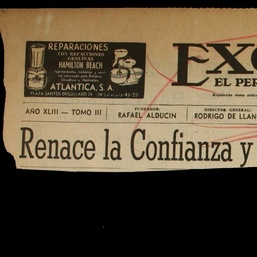 REPARACIONES
CON REFACCIONES
GENUINAS
HAMILTON BEACH
ATLANTICA, S. A.
EXC
EL PER
AÑO XLIII — TOMO III
FUNDADOR:
RAFAEL ALDUCIN
DIRECTOR GENERAL:
RODRIGO DE LLAN
Renace la Confianza y